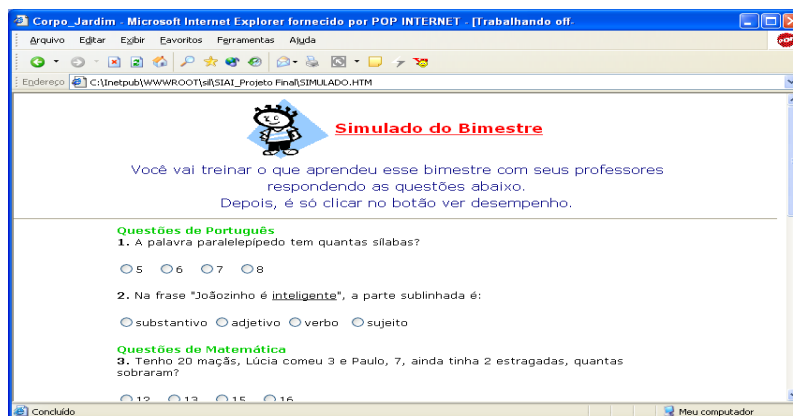 Corpo_Jardim - Microsoft Internet Explorer fornecido por POP INTERNET - [Trabalhando off-
Arquivo Editar Exibir Favoritos Ferramentas Ajuda
Endereço C:\Inetpub\WWWROOT\sil\SIAI_Projeto Final\SIMULADO.HTM
Simulado do Bimestre
Você vai treinar o que aprendeu esse bimestre com seus professores
respondendo as questões abaixo.
Depois, é só clicar no botão ver desempenho.
Questões de Português
1. A palavra paralelepípedo tem quantas sílabas?
5 6 7 8
2. Na frase "Joãozinho é inteligente", a parte sublinhada é:
substantivo adjetivo verbo sujeito
Questões de Matemática
3. Tenho 20 maçãs, Lúcia comeu 3 e Paulo, 7, ainda tinha 2 estragadas, quantas
sobraram?
12 13 15 16
Concluído Meu computador